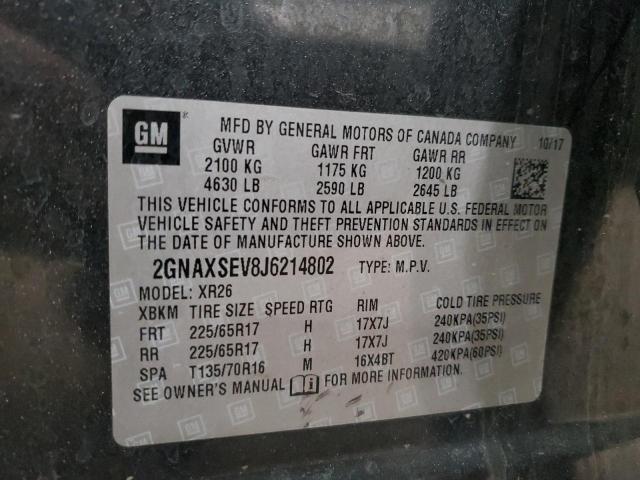 GM MFD BY GENERAL MOTORS OF CANADA COMPANY 10/17
GVWR GAWR FRT GAWR RR
2100 KG 1175 KG 1200 KG
4630 LB 2590 LB 2645 LB
THIS VEHICLE CONFORMS TO ALL APPLICABLE U.S. FEDERAL MOTOR
VEHICLE SAFETY AND THEFT PREVENTION STANDARDS IN EFFECT ON
THE DATE OF MANUFACTURE SHOWN ABOVE.
2GNAXSEV8J6214802 TYPE: M.P.V.
MODEL: XR26
XBKM TIRE SIZE SPEED RTG RIM COLD TIRE PRESSURE
FRT 225/65R17 H 17X7J 240KPA(35PSI)
RR 225/65R17 H 17X7J 240KPA(35PSI)
SPA T135/70R16 M 16X4BT 420KPA(60PSI)
SEE OWNER'S MANUAL FOR MORE INFORMATION.